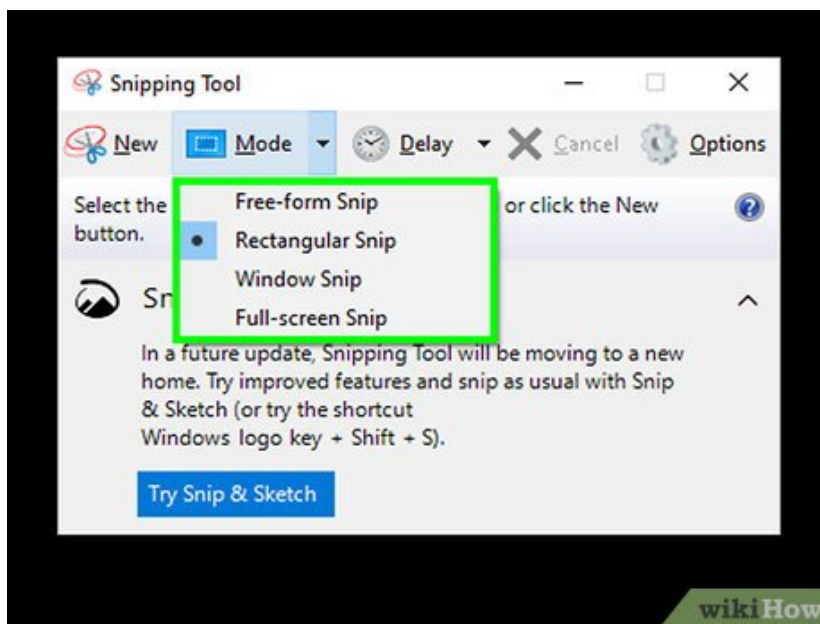 Snipping Tool
New Mode Delay Cancel Options
Select the
or click the New
button.
Free-form Snip
Rectangular Snip
Window Snip
Full-screen Snip
In a future update, Snipping Tool will be moving to a new
home. Try improved features and snip as usual with Snip
& Sketch (or try the shortcut
Windows logo key + Shift + S).
Try Snip & Sketch
wikiHow